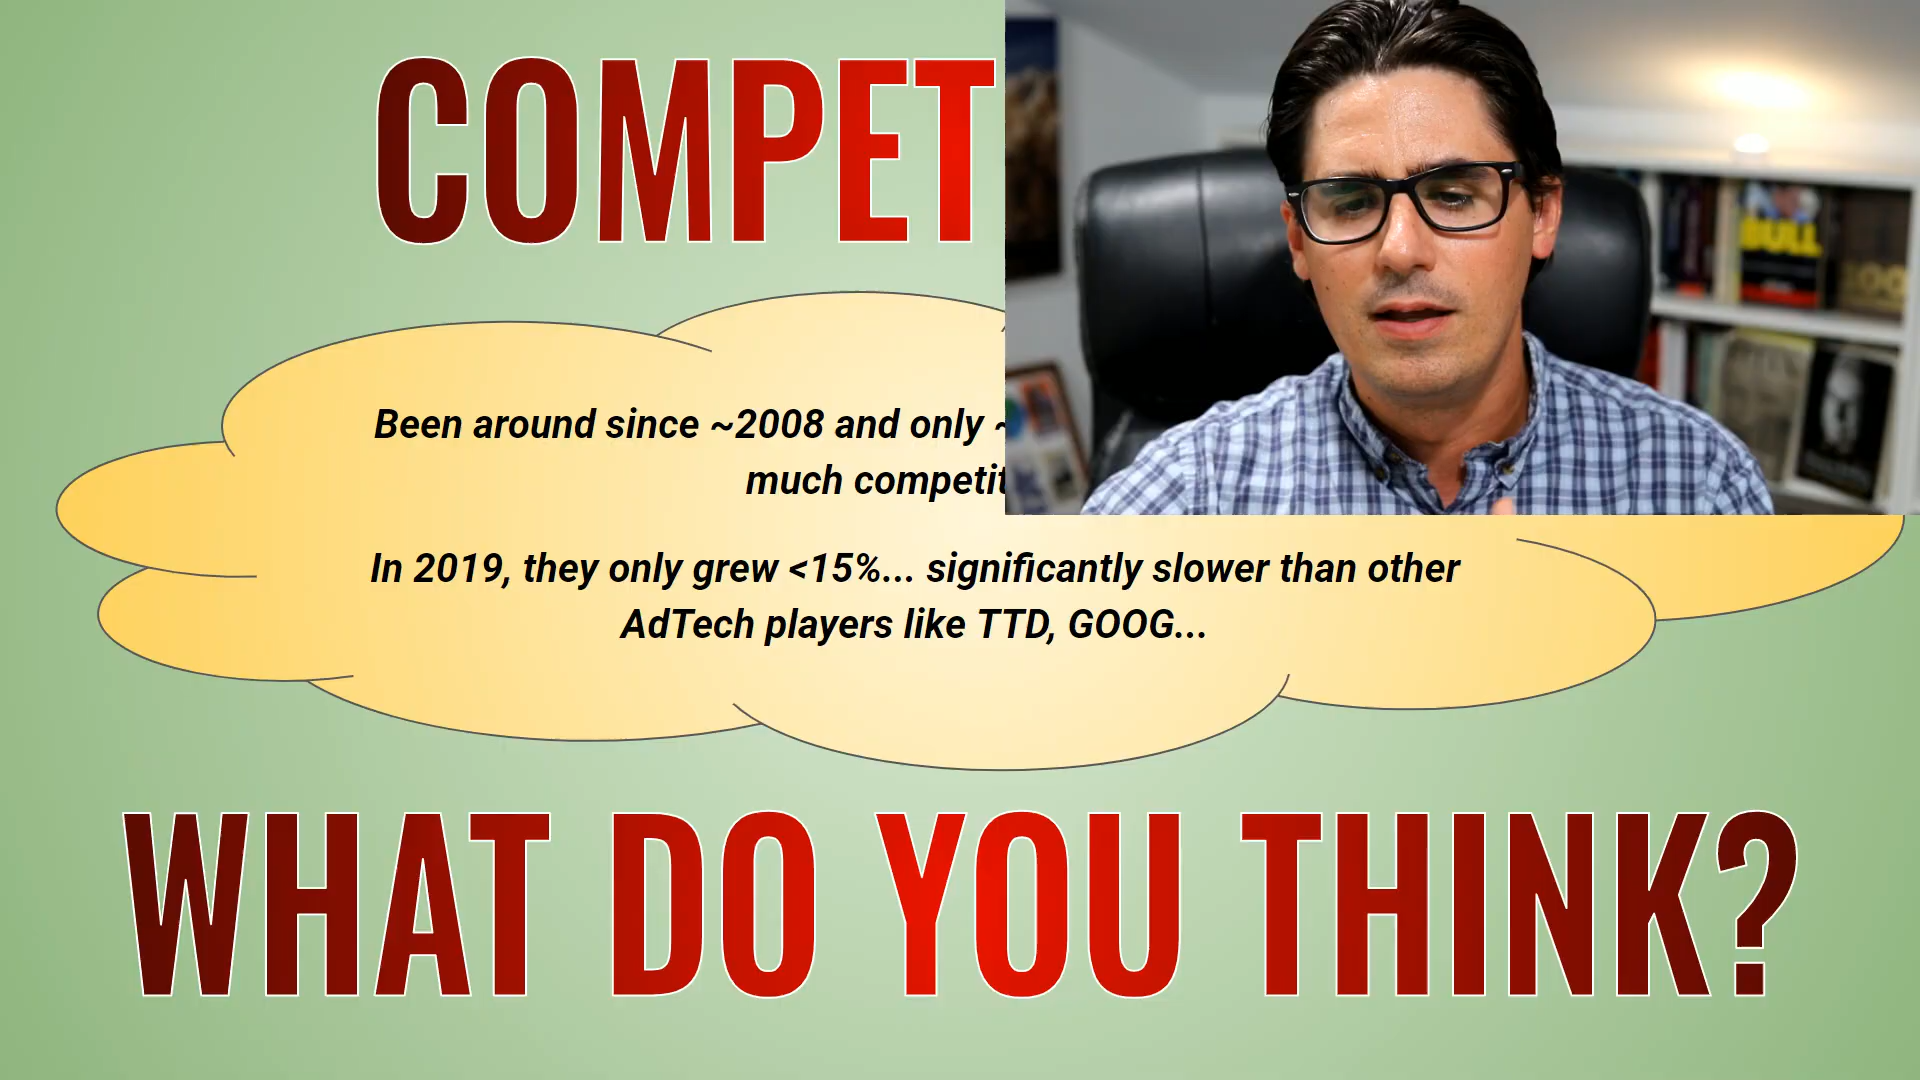 COMPET
BULL
Been around since ~2008 and only ~
much competit
In 2019, they only grew <15%... significantly slower than other
AdTech players like TTD, GOOG...
WHAT DO YOU THINK?